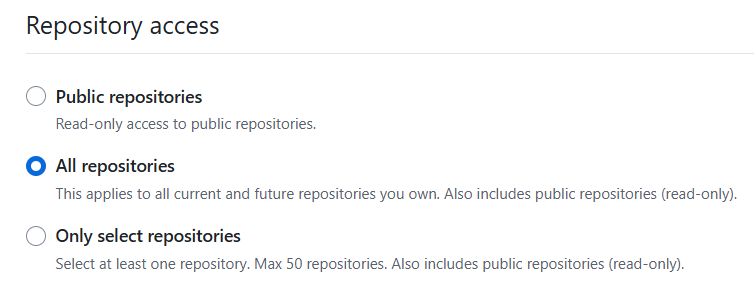 Repository access
Public repositories
Read-only access to public repositories.
All repositories
This applies to all current and future repositories you own. Also includes public repositories (read-only).
Only select repositories
Select at least one repository. Max 50 repositories. Also includes public repositories (read-only).